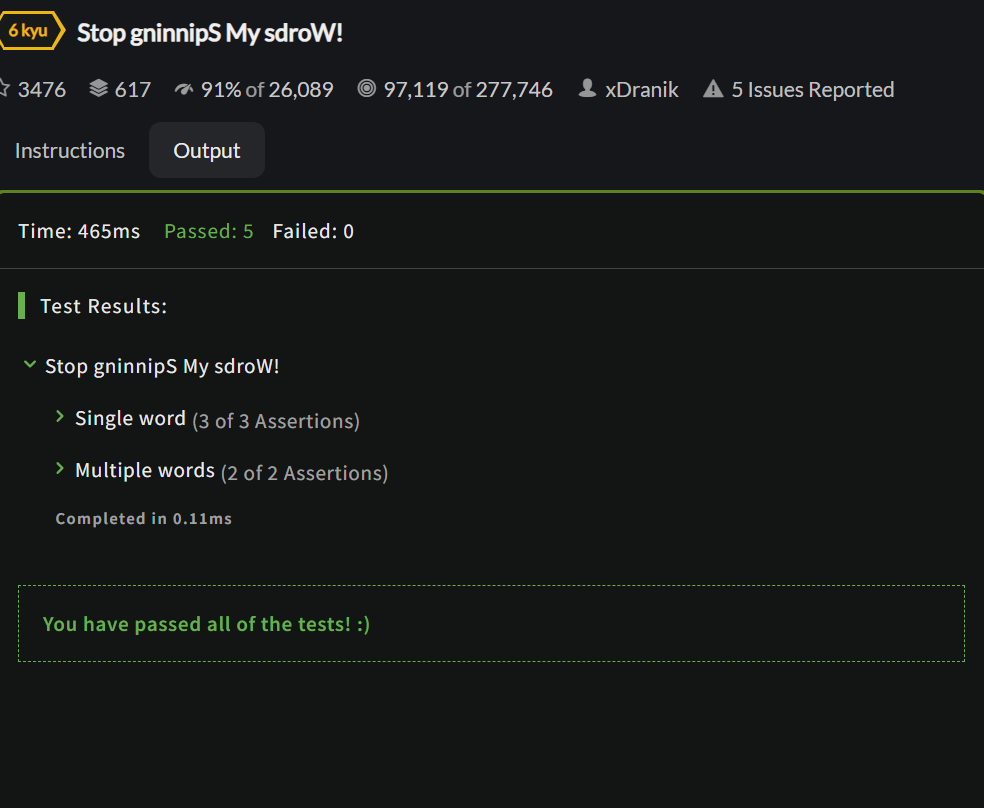 6 kyu Stop gninnipS My sdroW!
3476 617 91% of 26,089 97,119 of 277,746 xDranik 5 Issues Reported
Instructions Output
Time: 465ms Passed: 5 Failed: 0
Test Results:
Stop gninnipS My sdroW!
Single word (3 of 3 Assertions)
Multiple words (2 of 2 Assertions)
Completed in 0.11ms
You have passed all of the tests! :)